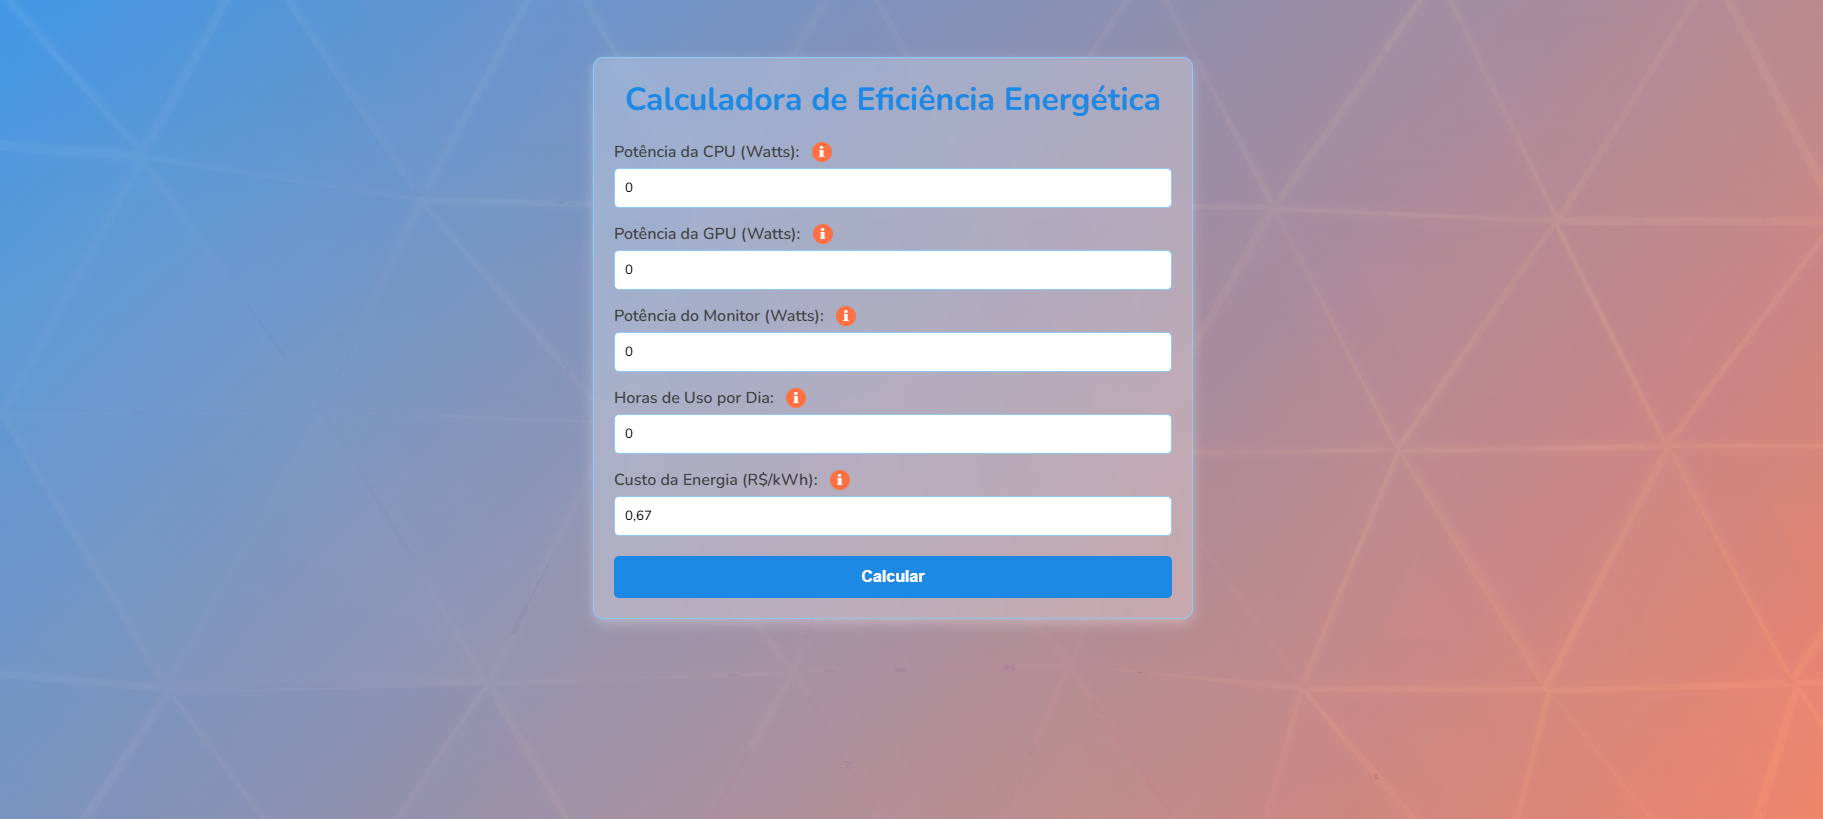 Calculadora de Eficiência Energética
Potência da CPU (Watts):
0
Potência da GPU (Watts):
0
Potência do Monitor (Watts):
0
Horas de Uso por Dia:
0
Custo da Energia (R$/kWh):
0,67
Calcular